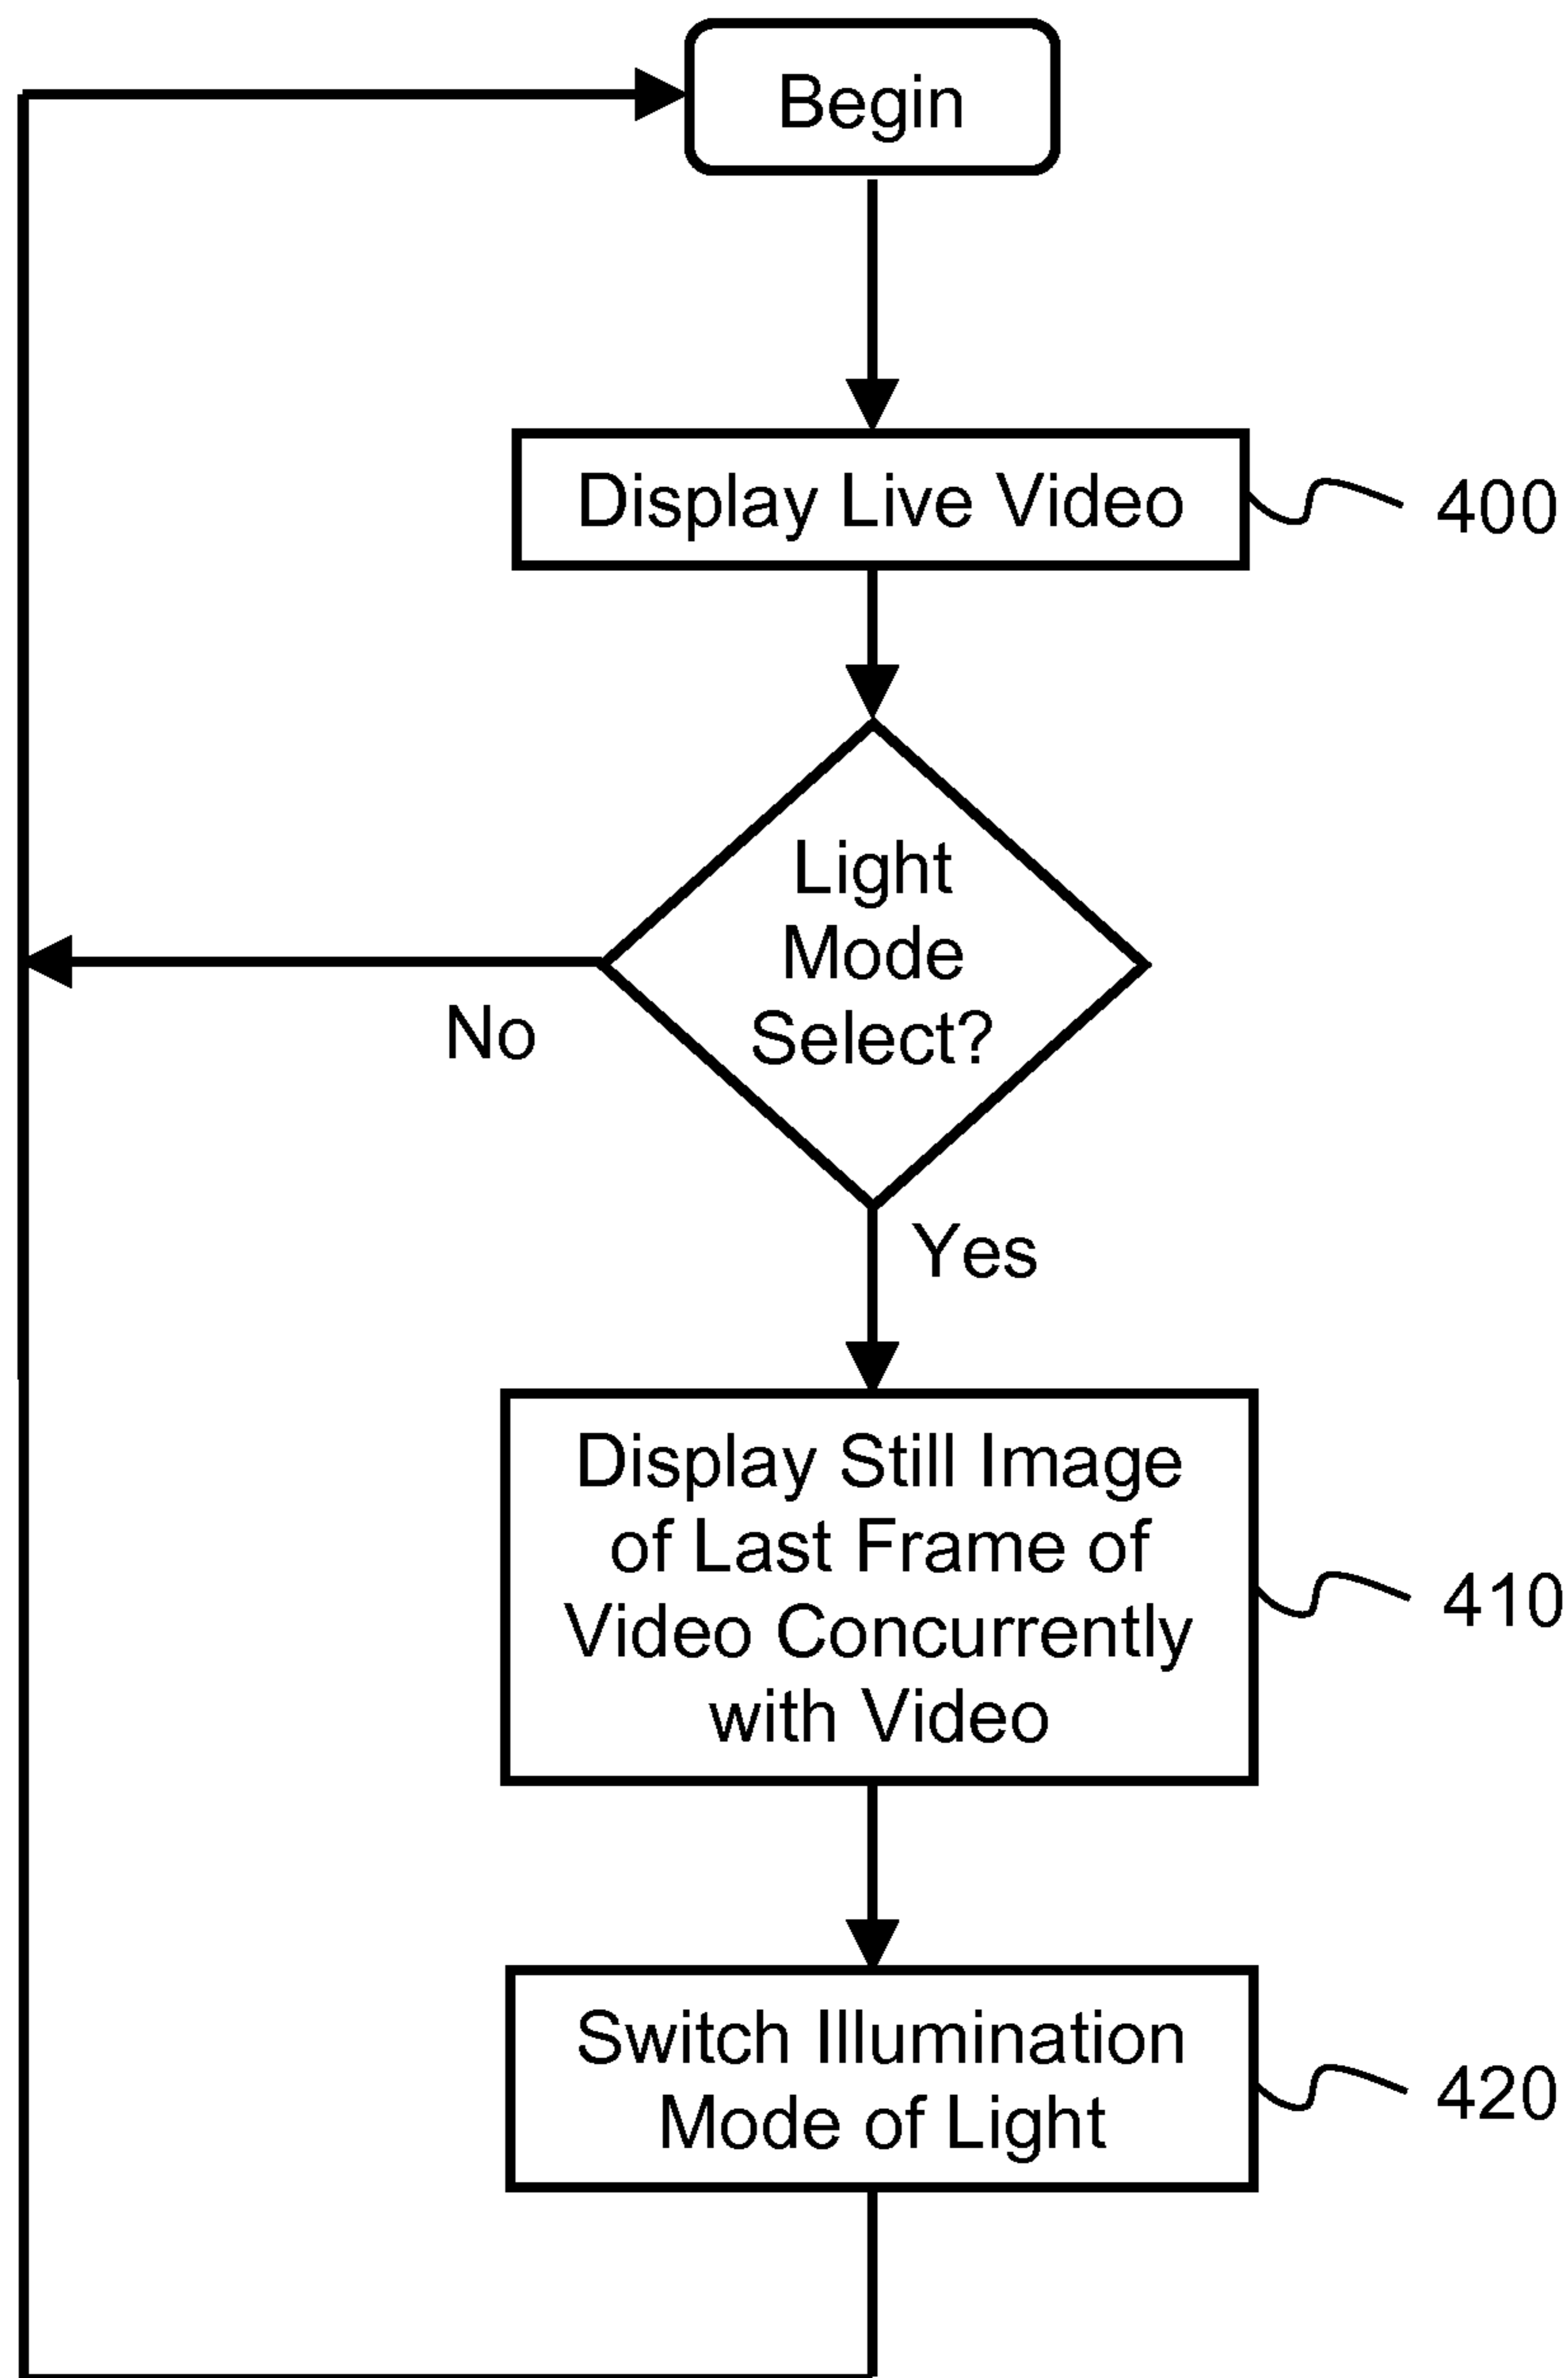 Begin
Display Live Video
400
Light
Mode
Select?
No
Yes
Display Still Image
of Last Frame of
Video Concurrently
with Video
410
Switch Illumination
Mode of Light
420